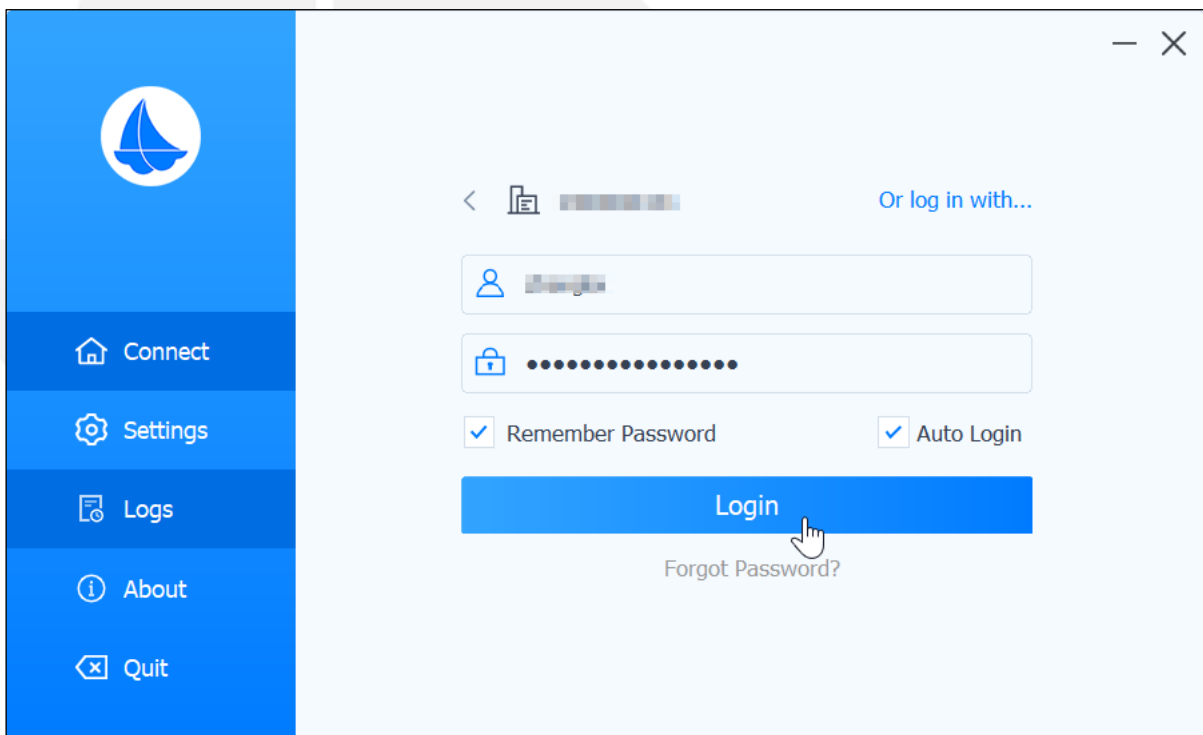 Or log in with...
Connect
Settings
Remember Password
Auto Login
Logs
Login
Forgot Password?
About
Quit